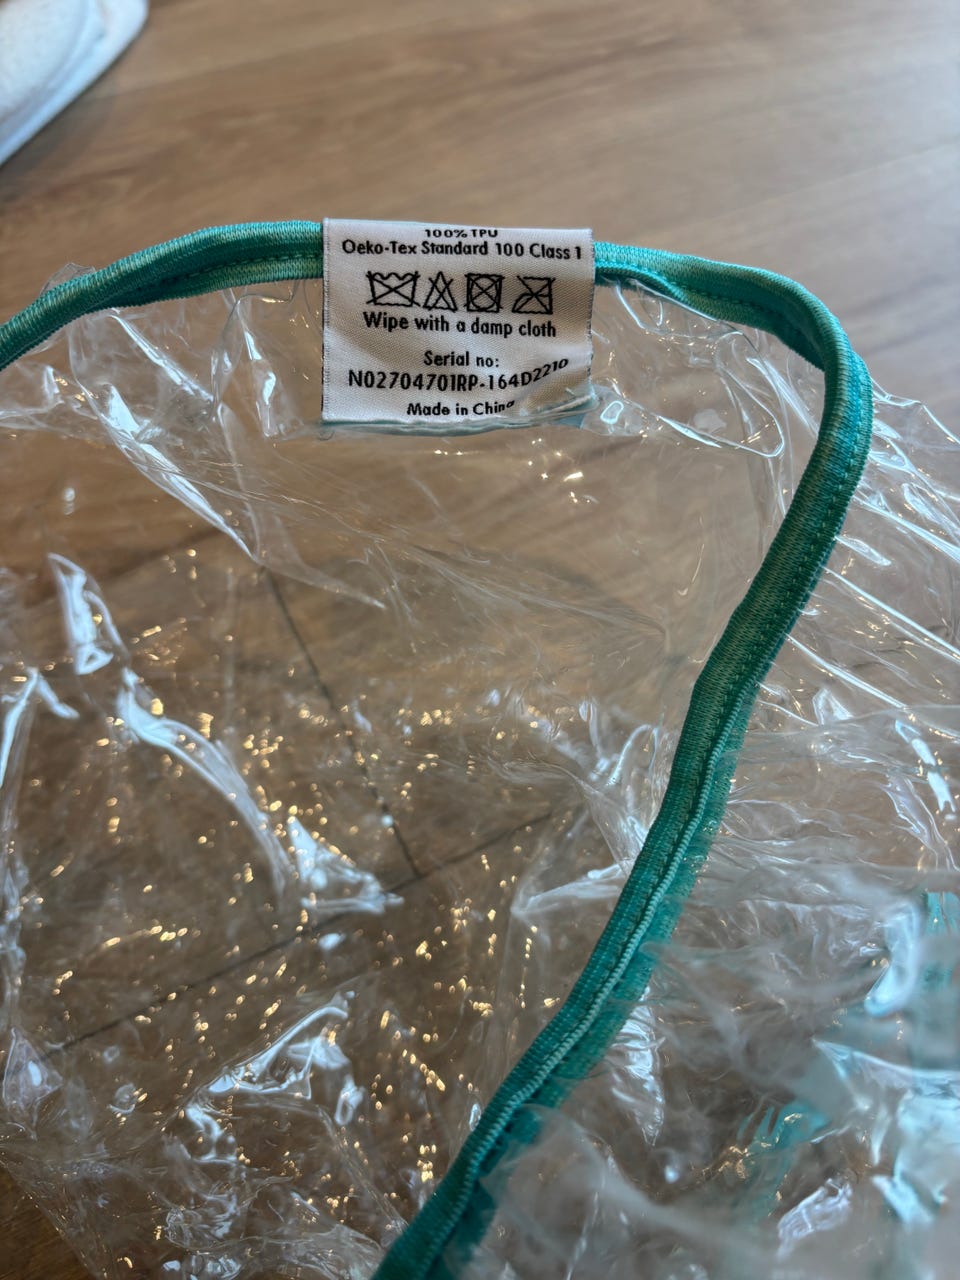 100% TPU
Oeko-Tex Standard 100 Class 1
Wipe with a damp cloth
Serial no:
N02704701RP-164D2210
Made in China